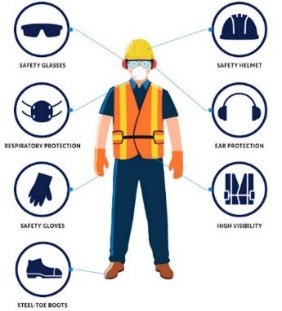 SAFETY GLASSES
SAFETY HELMET
RESPIRATORY PROTECTION
EAR PROTECTION
SAFETY GLOVES
HIGH VISIBILITY
STEEL-TOE BOOTS